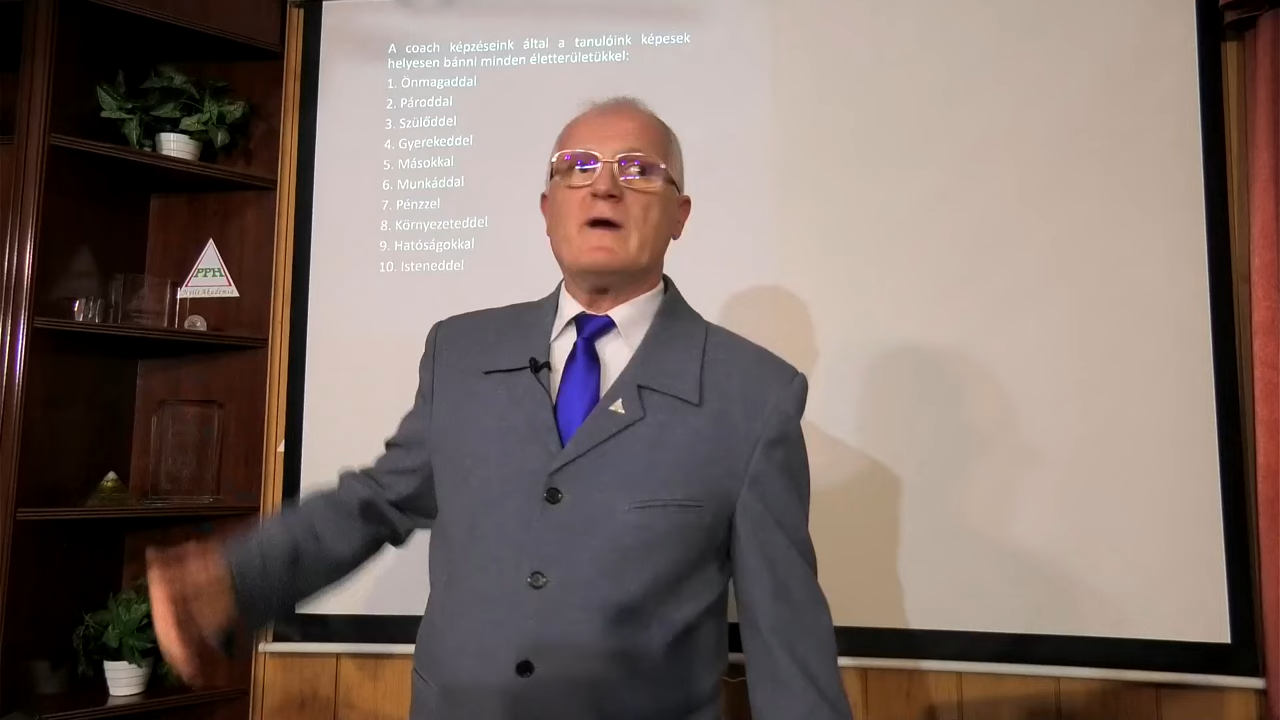 A coach képzéseink által a tanulóink képesek
helyesen bánni minden életterületükkel:
1. Önmagaddal
2. Pároddal
3. Szülőddel
4. Gyerekeddel
5. Másokkal
6. Munkáddal
7. Pénzzel
8. Környezeteddel
9. Hatóságokkal
10. Isteneddel
PPH
Nyílt Akadémia